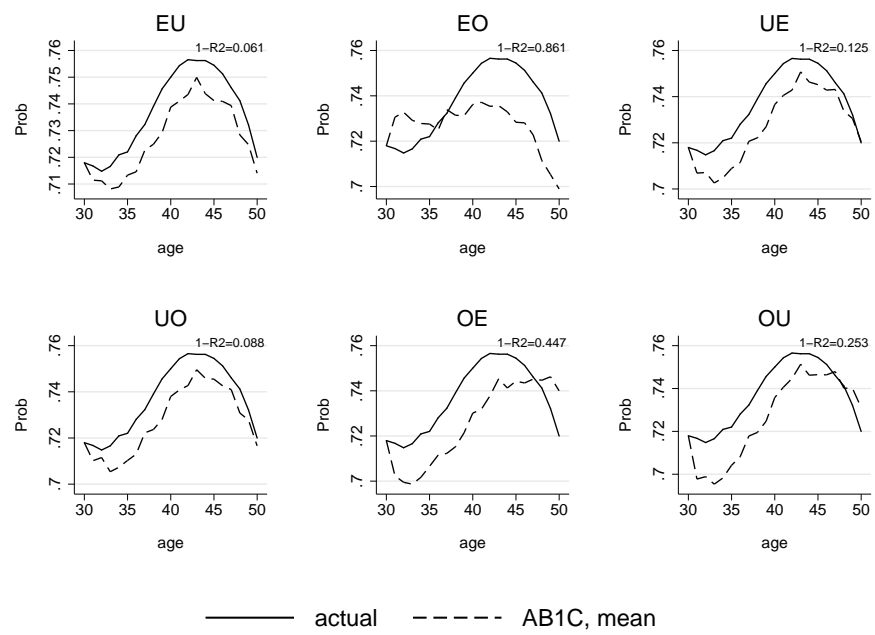 EU
1−R2=0.061
Prob
.71 .72 .73 .74 .75 .76
30 35 40 45 50
age
EO
1−R2=0.861
Prob
.7 .72 .74 .76
30 35 40 45 50
age
UE
1−R2=0.125
Prob
.7 .72 .74 .76
30 35 40 45 50
age
UO
1−R2=0.088
Prob
.7 .72 .74 .76
30 35 40 45 50
age
OE
1−R2=0.447
Prob
.7 .72 .74 .76
30 35 40 45 50
age
OU
1−R2=0.253
Prob
.7 .72 .74 .76
30 35 40 45 50
age
actual AB1C, mean